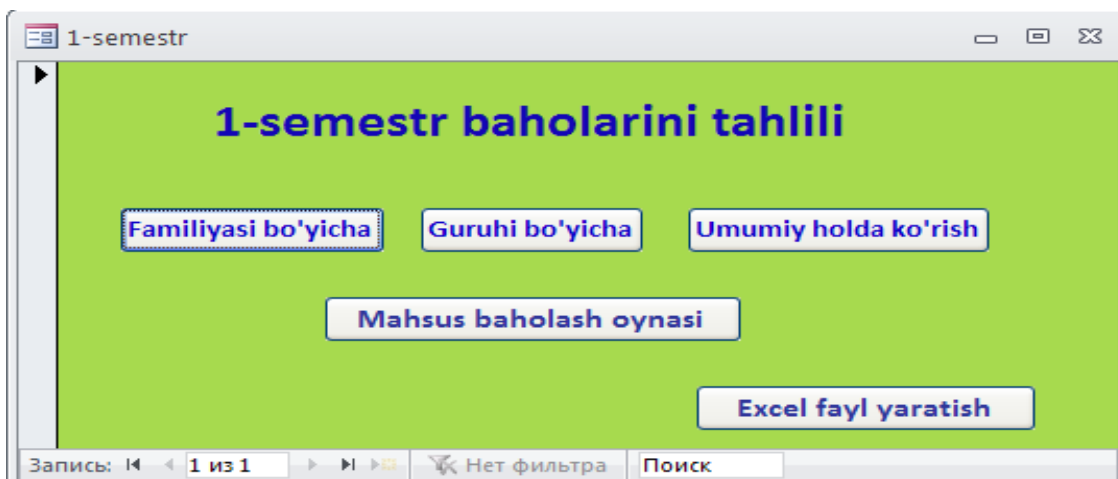 1-semestr
1-semestr baholarini tahlili
Familiyasi bo'yicha Guruhi bo'yicha Umumiy holda ko'rish
Mahsus baholash oynasi
Excel fayl yaratish
Запись: 1 из 1 Нет фильтра Поиск